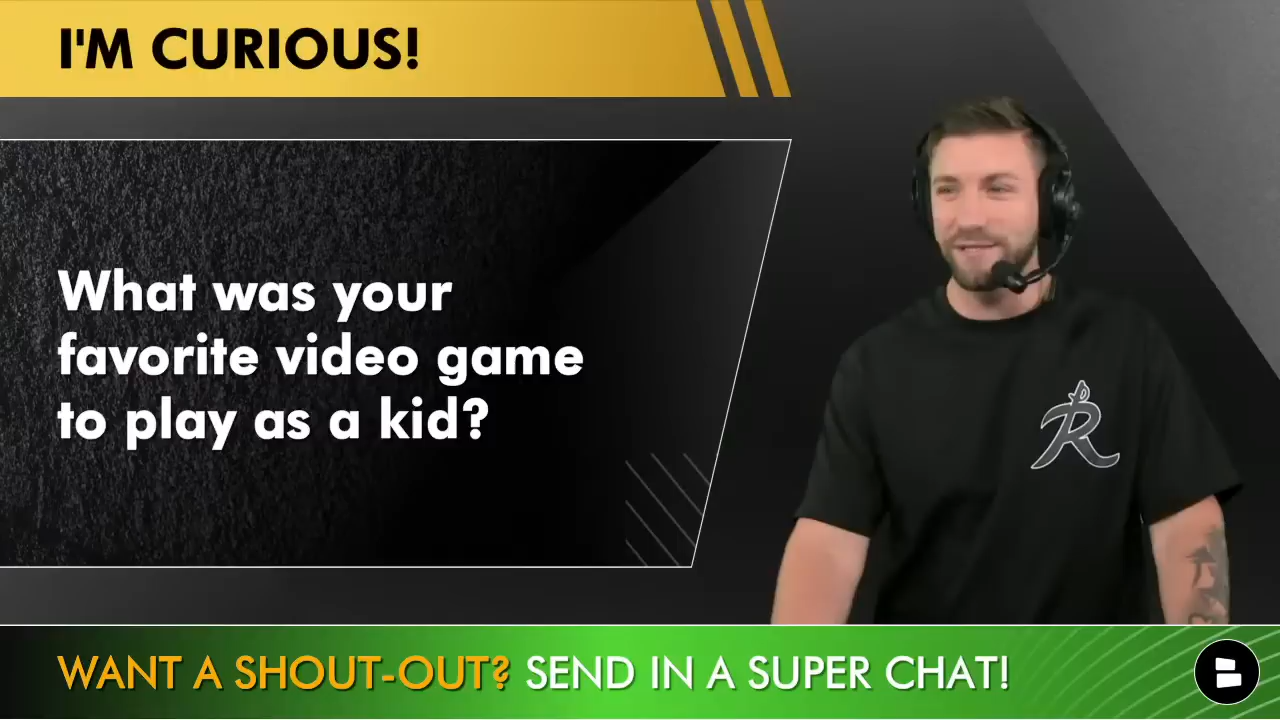 I'M CURIOUS!
What was your
favorite video game
to play as a kid?
R
WANT A SHOUT-OUT? SEND IN A SUPER CHAT!